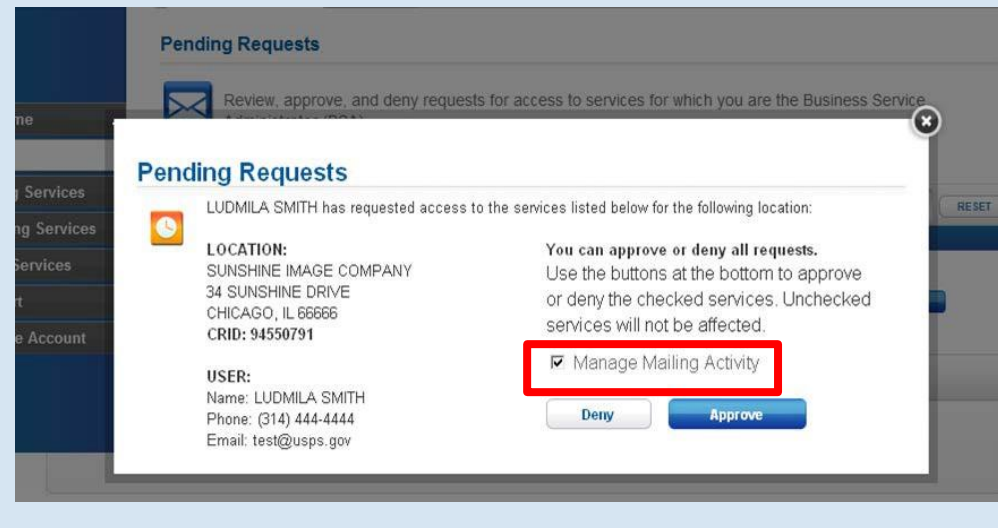 Pending Requests
Review, approve, and deny requests for access to services for which you are the Business Service
me
Services
ng Services
Services
RESET
Pending Requests
LUDMILA SMITH has requested access to the services listed below for the following location:
LOCATION:
SUNSHINE IMAGE COMPANY
34 SUNSHINE DRIVE
CHICAGO, IL 66666
CRID: 94550791
USER:
Name: LUDMILA SMITH
Phone: (314) 444-4444
Email: test@usps.gov
You can approve or deny all requests.
Use the buttons at the bottom to approve
or deny the checked services. Unchecked
services will not be affected.
Manage Mailing Activity
Deny
Approve
rt
e Account